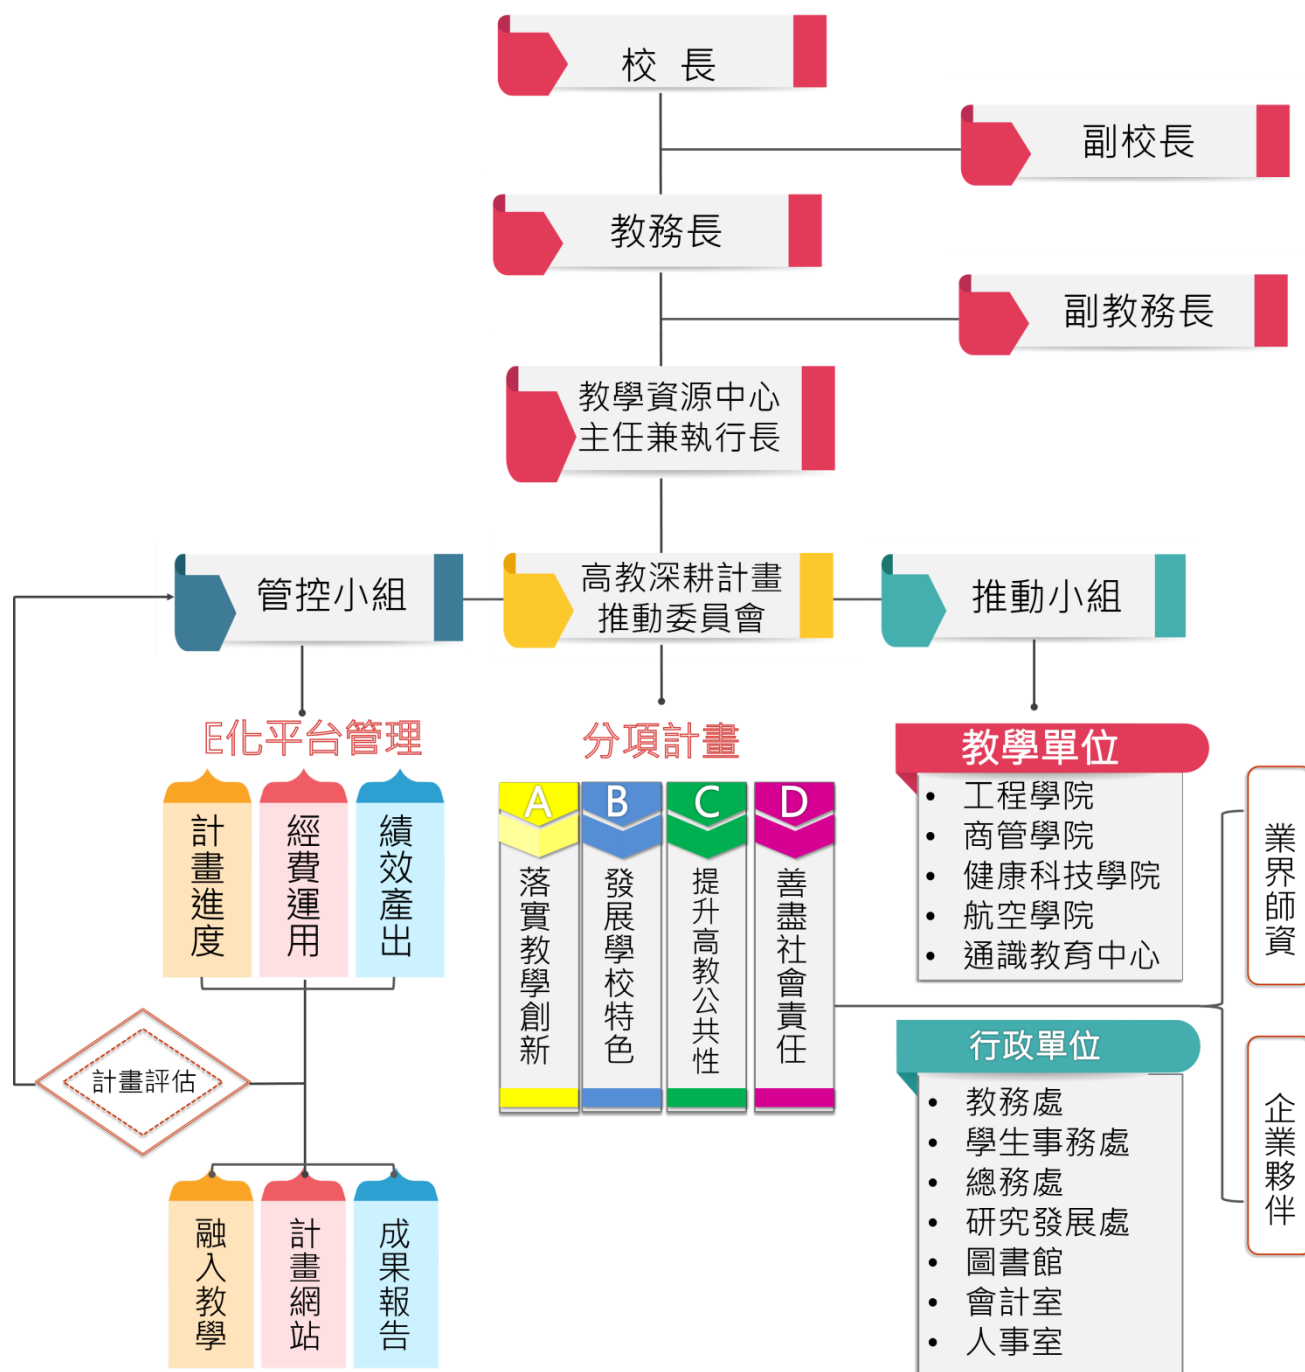 校 長
副校長
教務長
副教務長
教學資源中心
主任兼執行長
管控小組
高教深耕計畫
推動委員會
推動小組
E化平台管理
計畫進度
經費運用
績效產出
計畫評估
融入教學
計畫網站
成果報告
分項計畫
A
落實教學創新
B
發展學校特色
C
提升高教公共性
D
善盡社會責任
教學單位
• 工程學院
• 商管學院
• 健康科技學院
• 航空學院
• 通識教育中心
行政單位
• 教務處
• 學生事務處
• 總務處
• 研究發展處
• 圖書館
• 會計室
• 人事室
業界師資
企業夥伴